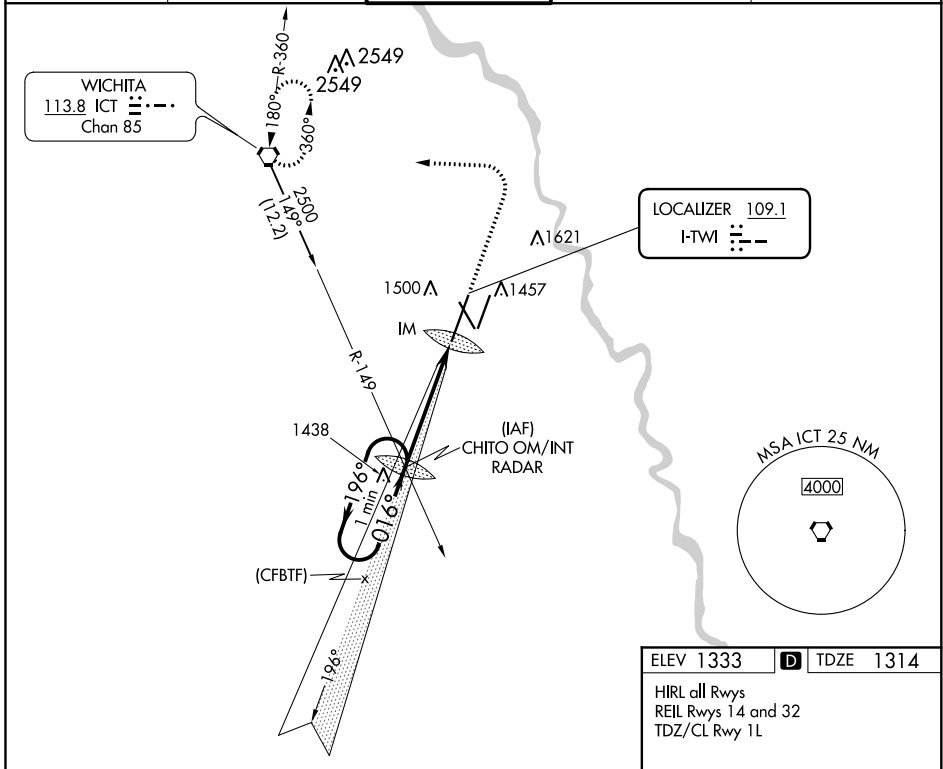 R-360
2549
2549
WICHITA
113.8 ICT
Chan 85
180°
360°
2500
149°
(12.2)
LOCALIZER 109.1
I-TWI
1621
1500
1457
IM
R-149
(IAF)
CHITO OM/INT
RADAR
1438
196°
1 min
016°
MSA ICT 25 NM
4000
(CFBTF)
x
196°
ELEV 1333 D TDZE 1314
HIRL all Rwys
REIL Rwys 14 and 32
TDZ/CL Rwy 1L